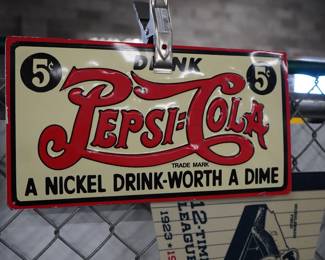 5¢ DRINK 5¢
PEPSI=COLA
TRADE MARK
A NICKEL DRINK-WORTH A DIME
12-TIME
LEAGUE
1923 ★